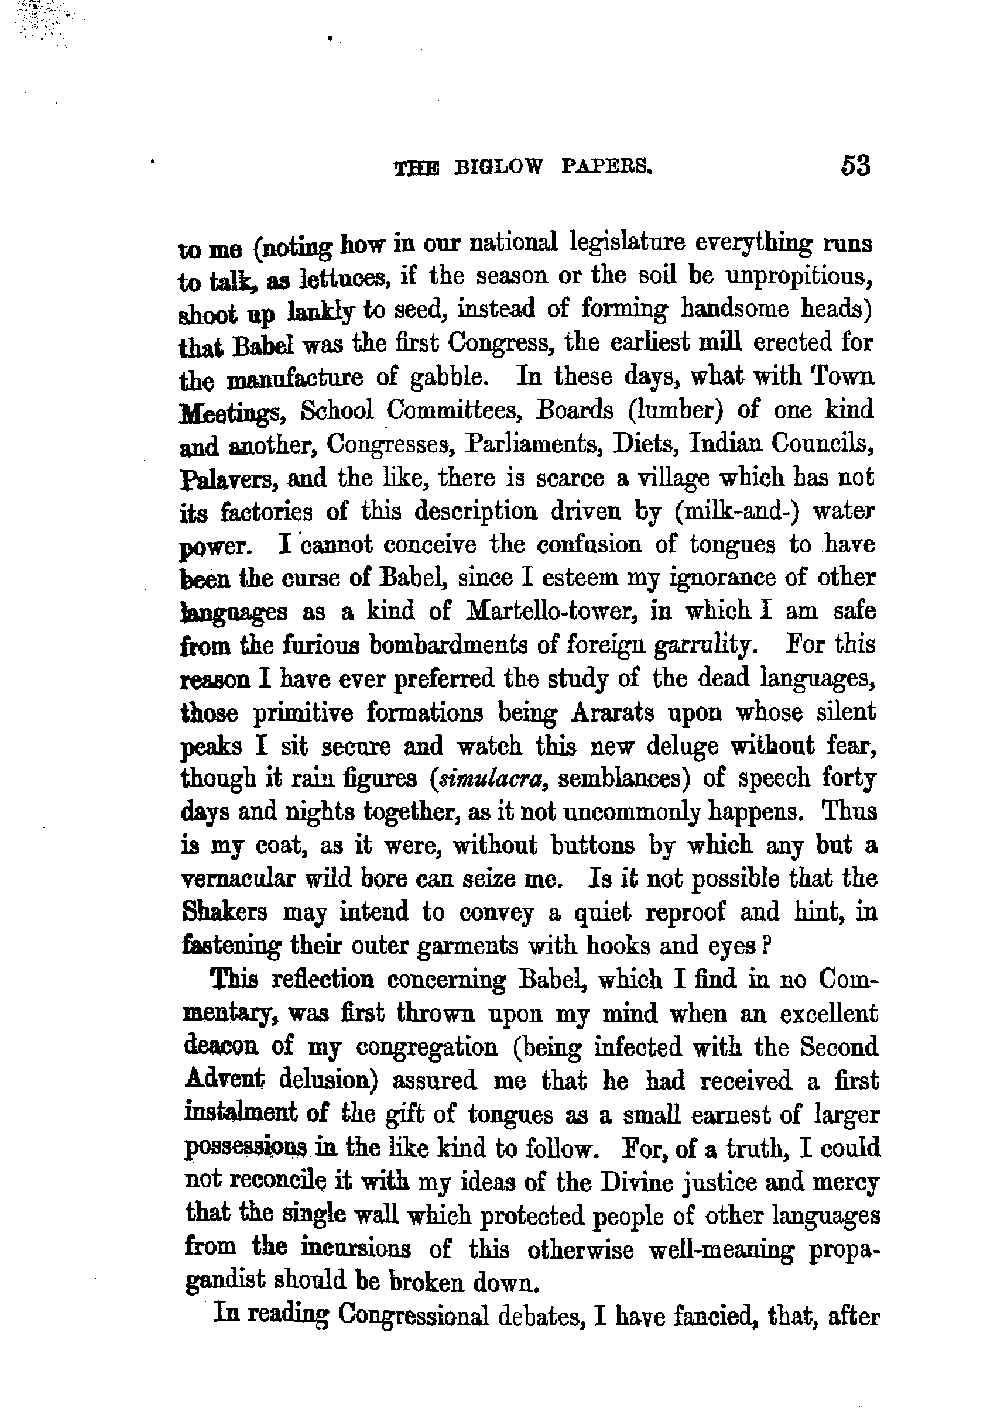 THE BIGLOW PAPERS. 53
to me (noting how in our national legislature everything runs
to talk, as lettuces, if the season or the soil be unpropitious,
shoot up lankly to seed, instead of forming handsome heads)
that Babel was the first Congress, the earliest mill erected for
the manufacture of gabble. In these days, what with Town
Meetings, School Committees, Boards (lumber) of one kind
and another, Congresses, Parliaments, Diets, Indian Councils,
Palavers, and the like, there is scarce a village which has not
its factories of this description driven by (milk-and-) water
power. I cannot conceive the confusion of tongues to have
been the curse of Babel, since I esteem my ignorance of other
languages as a kind of Martello-tower, in which I am safe
from the furious bombardments of foreign garrulity. For this
reason I have ever preferred the study of the dead languages,
those primitive formations being Ararats upon whose silent
peaks I sit secure and watch this new deluge without fear,
though it rain figures (simulacra, semblances) of speech forty
days and nights together, as it not uncommonly happens. Thus
is my coat, as it were, without buttons by which any but a
vernacular wild bore can seize me. Is it not possible that the
Shakers may intend to convey a quiet reproof and hint, in
fastening their outer garments with hooks and eyes?
This reflection concerning Babel, which I find in no Com-
mentary, was first thrown upon my mind when an excellent
deacon of my congregation (being infected with the Second
Advent delusion) assured me that he had received a first
instalment of the gift of tongues as a small earnest of larger
possessions in the like kind to follow. For, of a truth, I could
not reconcile it with my ideas of the Divine justice and mercy
that the single wall which protected people of other languages
from the incursions of this otherwise well-meaning propa-
gandist should be broken down.
In reading Congressional debates, I have fancied, that, after